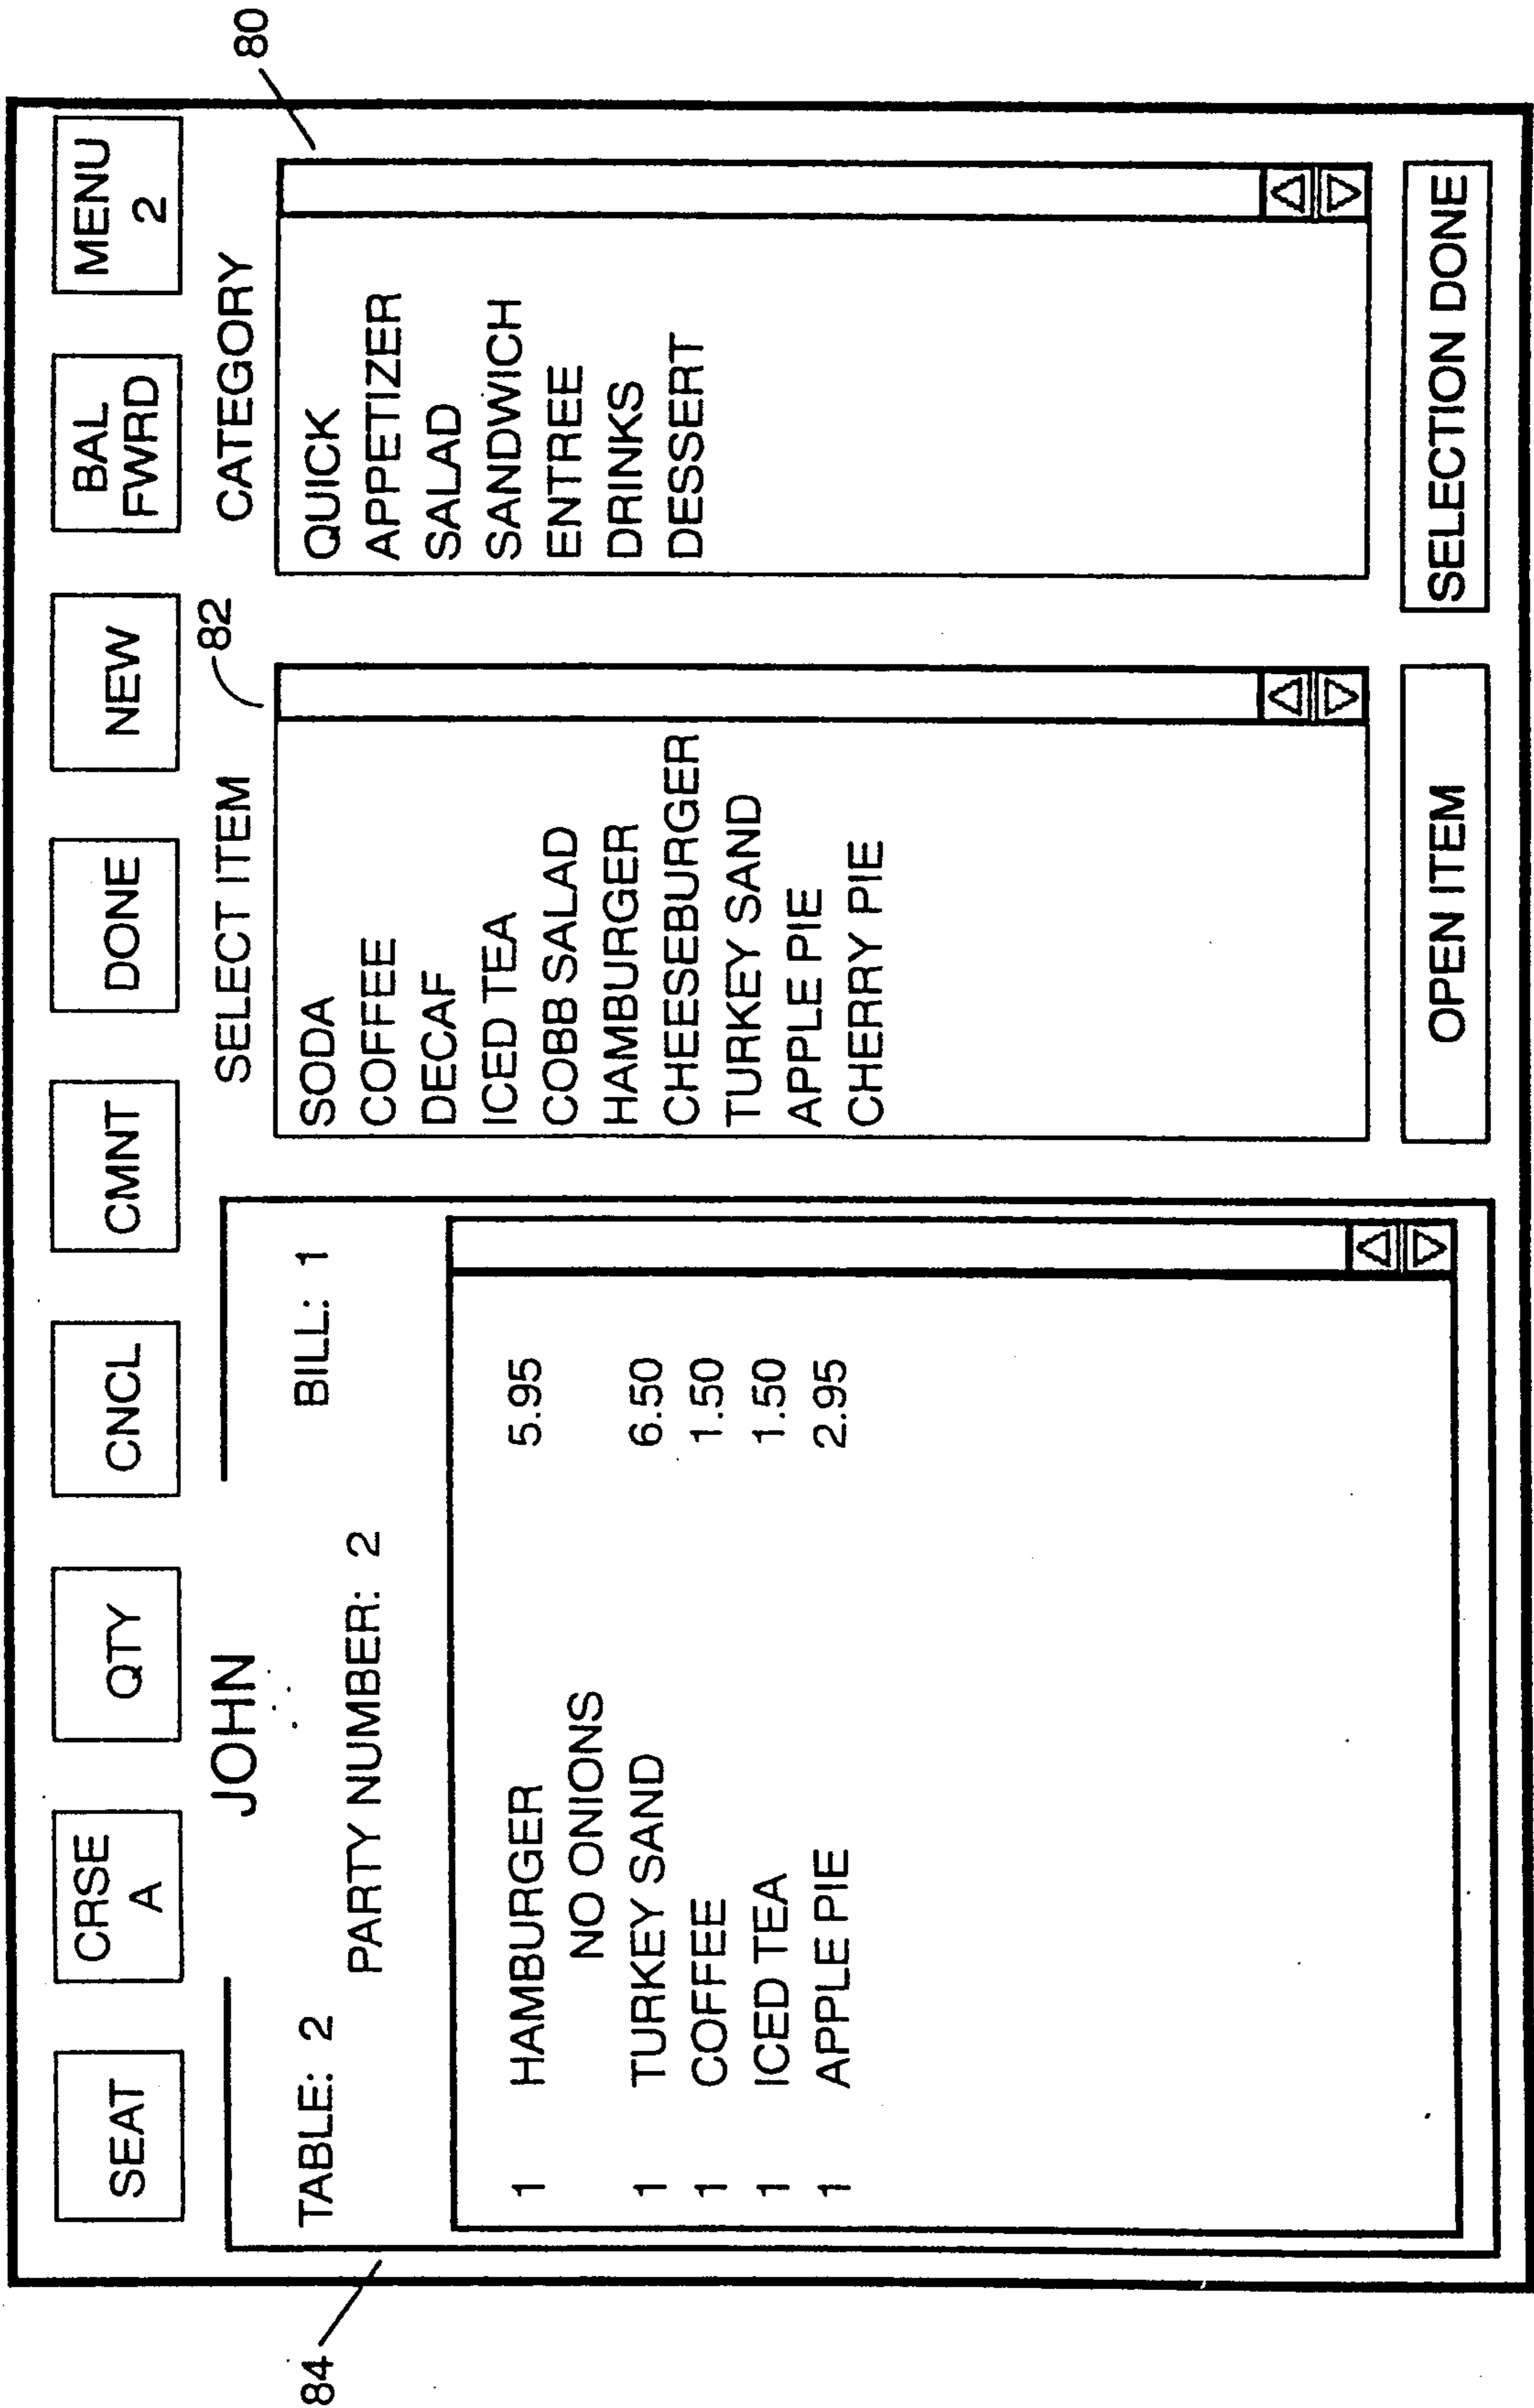 SEAT
CRSE
A
QTY
CNCL
CMNT
DONE
NEW
BAL
FWRD
MENU
2
80
84
JOHN
TABLE: 2
BILL: 1
PARTY NUMBER: 2
1 HAMBURGER 5.95
NO ONIONS
1 TURKEY SAND 6.50
1 COFFEE 1.50
1 ICED TEA 1.50
1 APPLE PIE 2.95
SELECT ITEM
82
SODA
COFFEE
DECAF
ICED TEA
COBB SALAD
HAMBURGER
CHEESEBURGER
TURKEY SAND
APPLE PIE
CHERRY PIE
OPEN ITEM
CATEGORY
QUICK
APPETIZER
SALAD
SANDWICH
ENTREE
DRINKS
DESSERT
SELECTION DONE